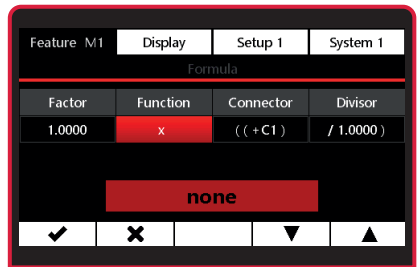 Feature M1 Display Setup 1 System 1
Formula
Factor Function Connector Divisor
1.0000 x ( ( + C1 ) / 1.0000 )
none